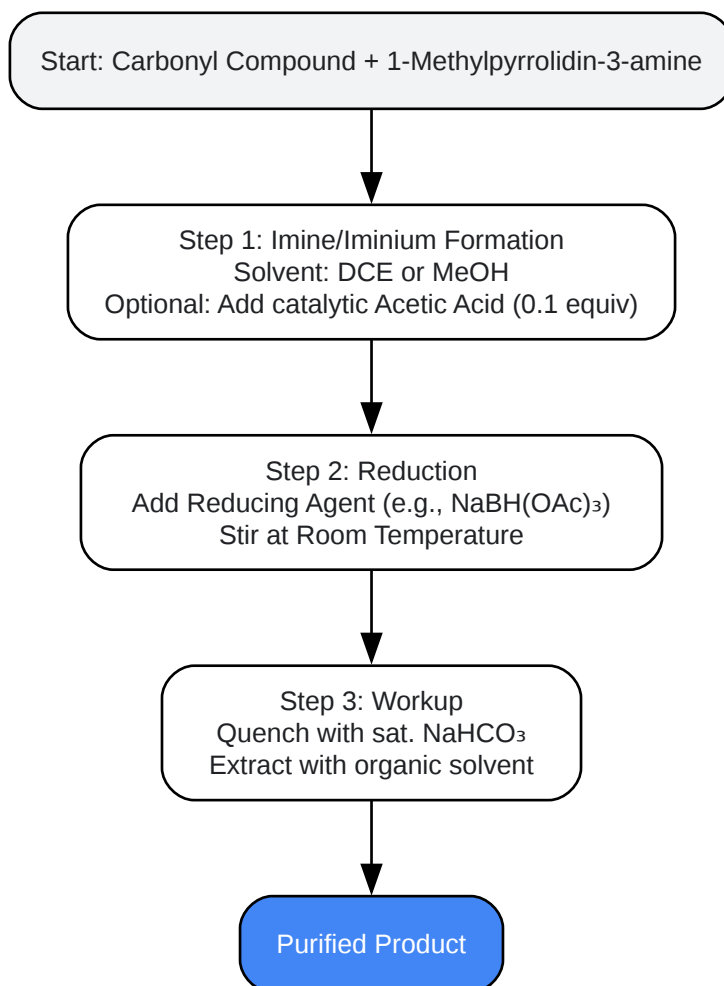 Start: Carbonyl Compound + 1-Methylpyrrolidin-3-amine
Step 1: Imine/Iminium Formation
Solvent: DCE or MeOH
Optional: Add catalytic Acetic Acid (0.1 equiv)
Step 2: Reduction
Add Reducing Agent (e.g., NaBH(OAc)₃)
Stir at Room Temperature
Step 3: Workup
Quench with sat. NaHCO₃
Extract with organic solvent
Purified Product